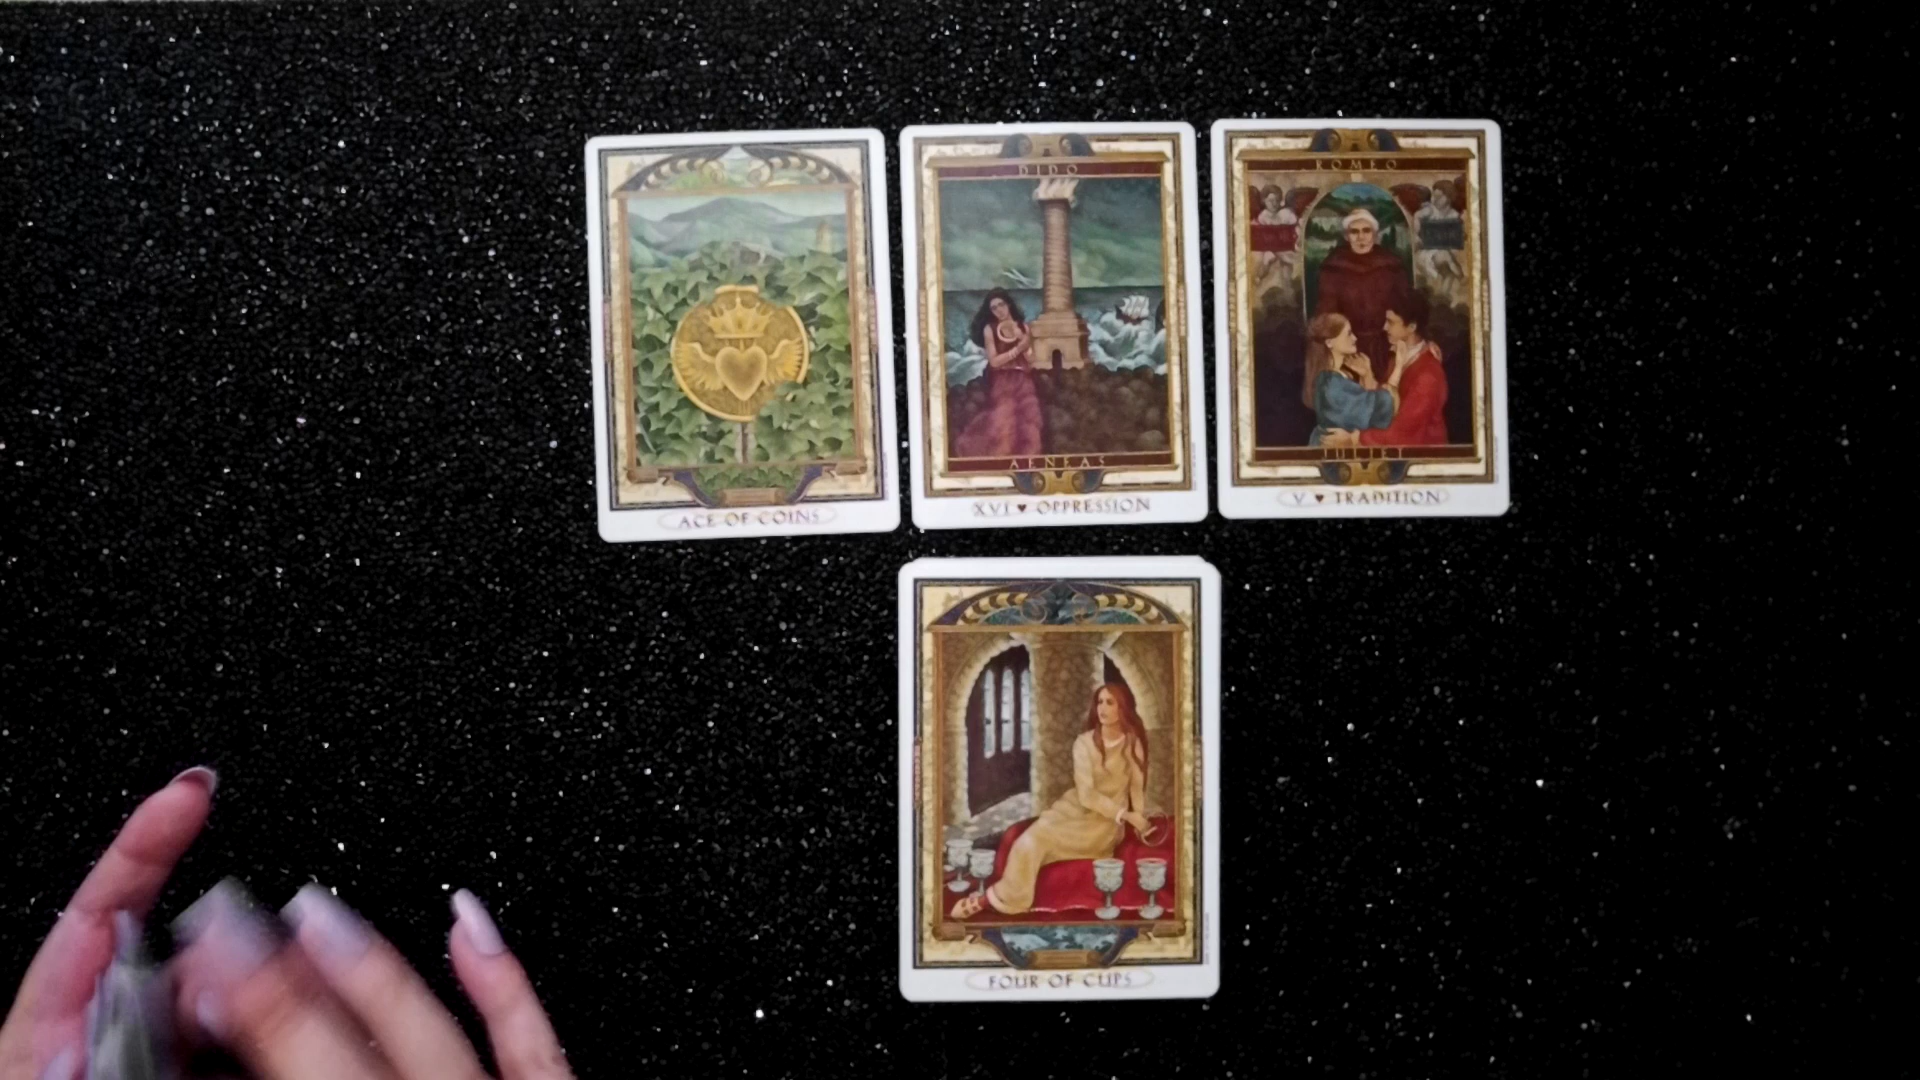 ACE OF COINS
DIDO
AENEAS
XVI ♥ OPPRESSION
ROMEO
JULIET
V ♥ TRADITION
FOUR OF CUPS